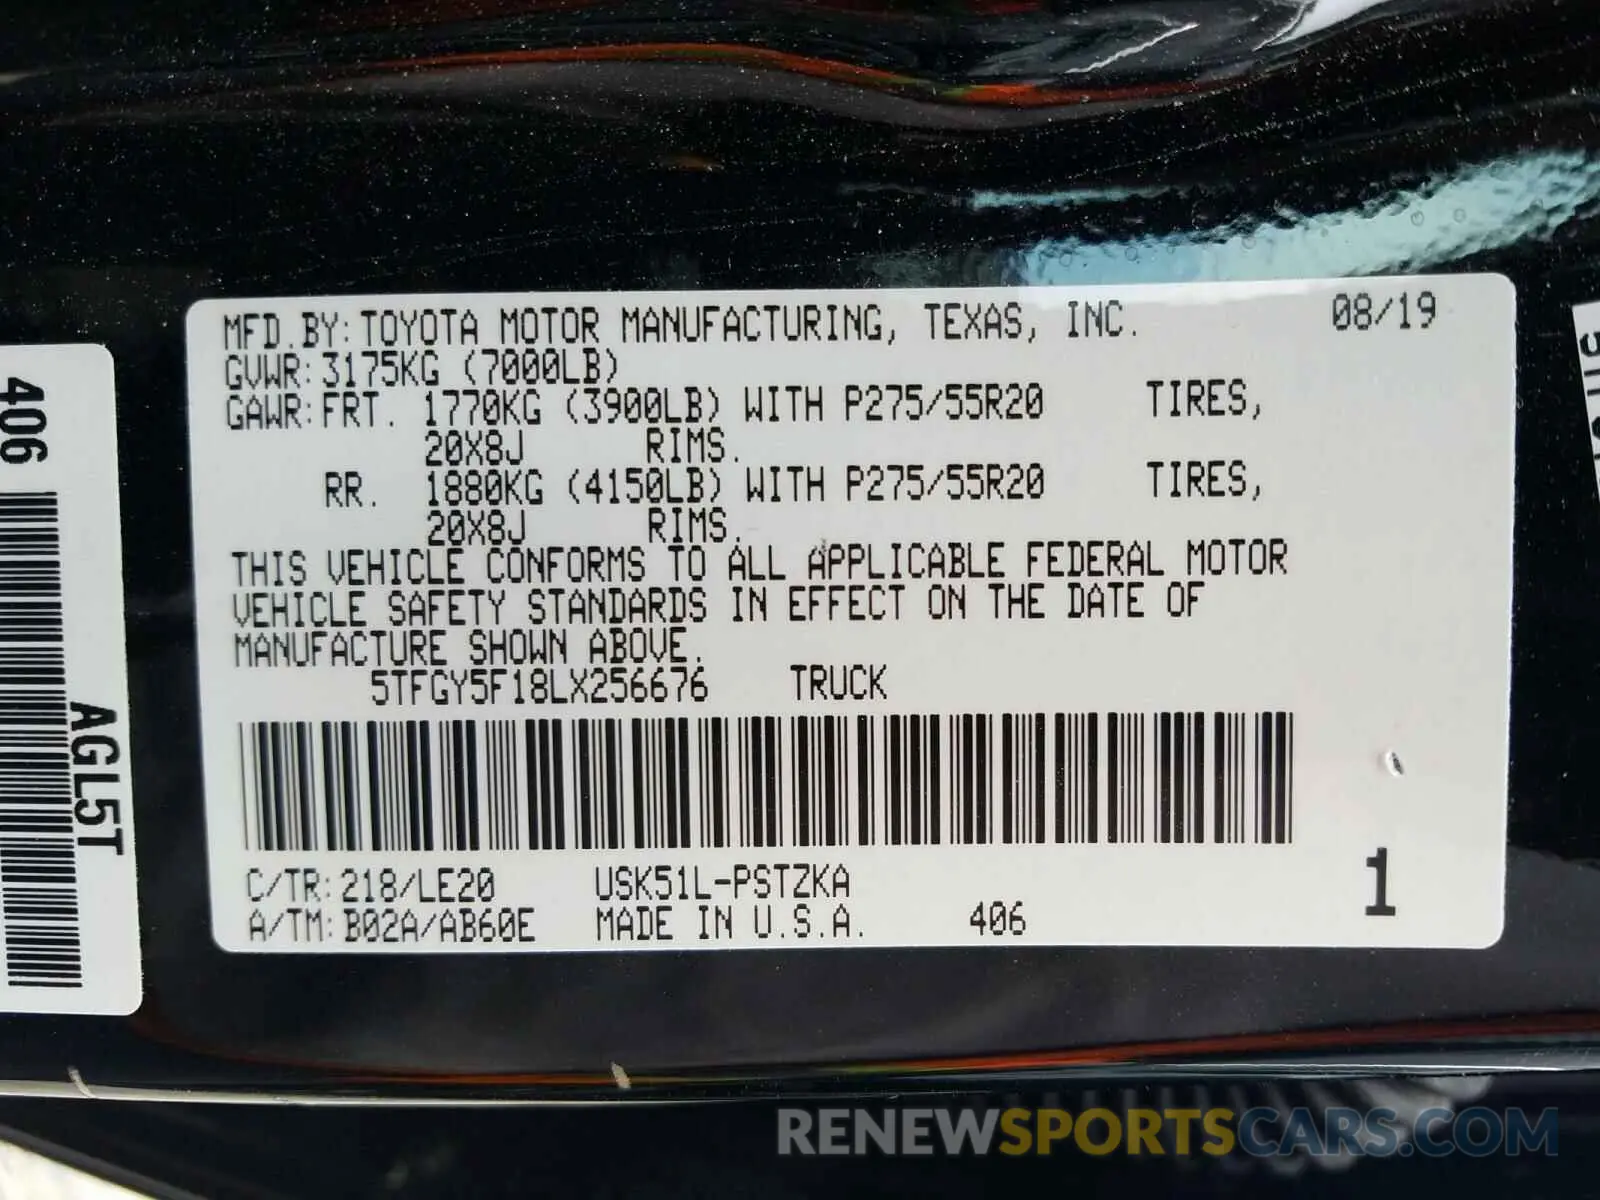 MFD.BY:TOYOTA MOTOR MANUFACTURING, TEXAS, INC. 08/19
GVWR:3175KG (7000LB)
GAWR:FRT. 1770KG (3900LB) WITH P275/55R20 TIRES,
20X8J RIMS.
RR. 1880KG (4150LB) WITH P275/55R20 TIRES,
20X8J RIMS.
THIS VEHICLE CONFORMS TO ALL APPLICABLE FEDERAL MOTOR
VEHICLE SAFETY STANDARDS IN EFFECT ON THE DATE OF
MANUFACTURE SHOWN ABOVE.
5TFGY5F18LX256676 TRUCK
C/TR:218/LE20 USK51L-PSTZKA
A/TM:B02A/AB60E MADE IN U.S.A. 406
1
406
AGL5T
RENEWSPORTSCARS.COM